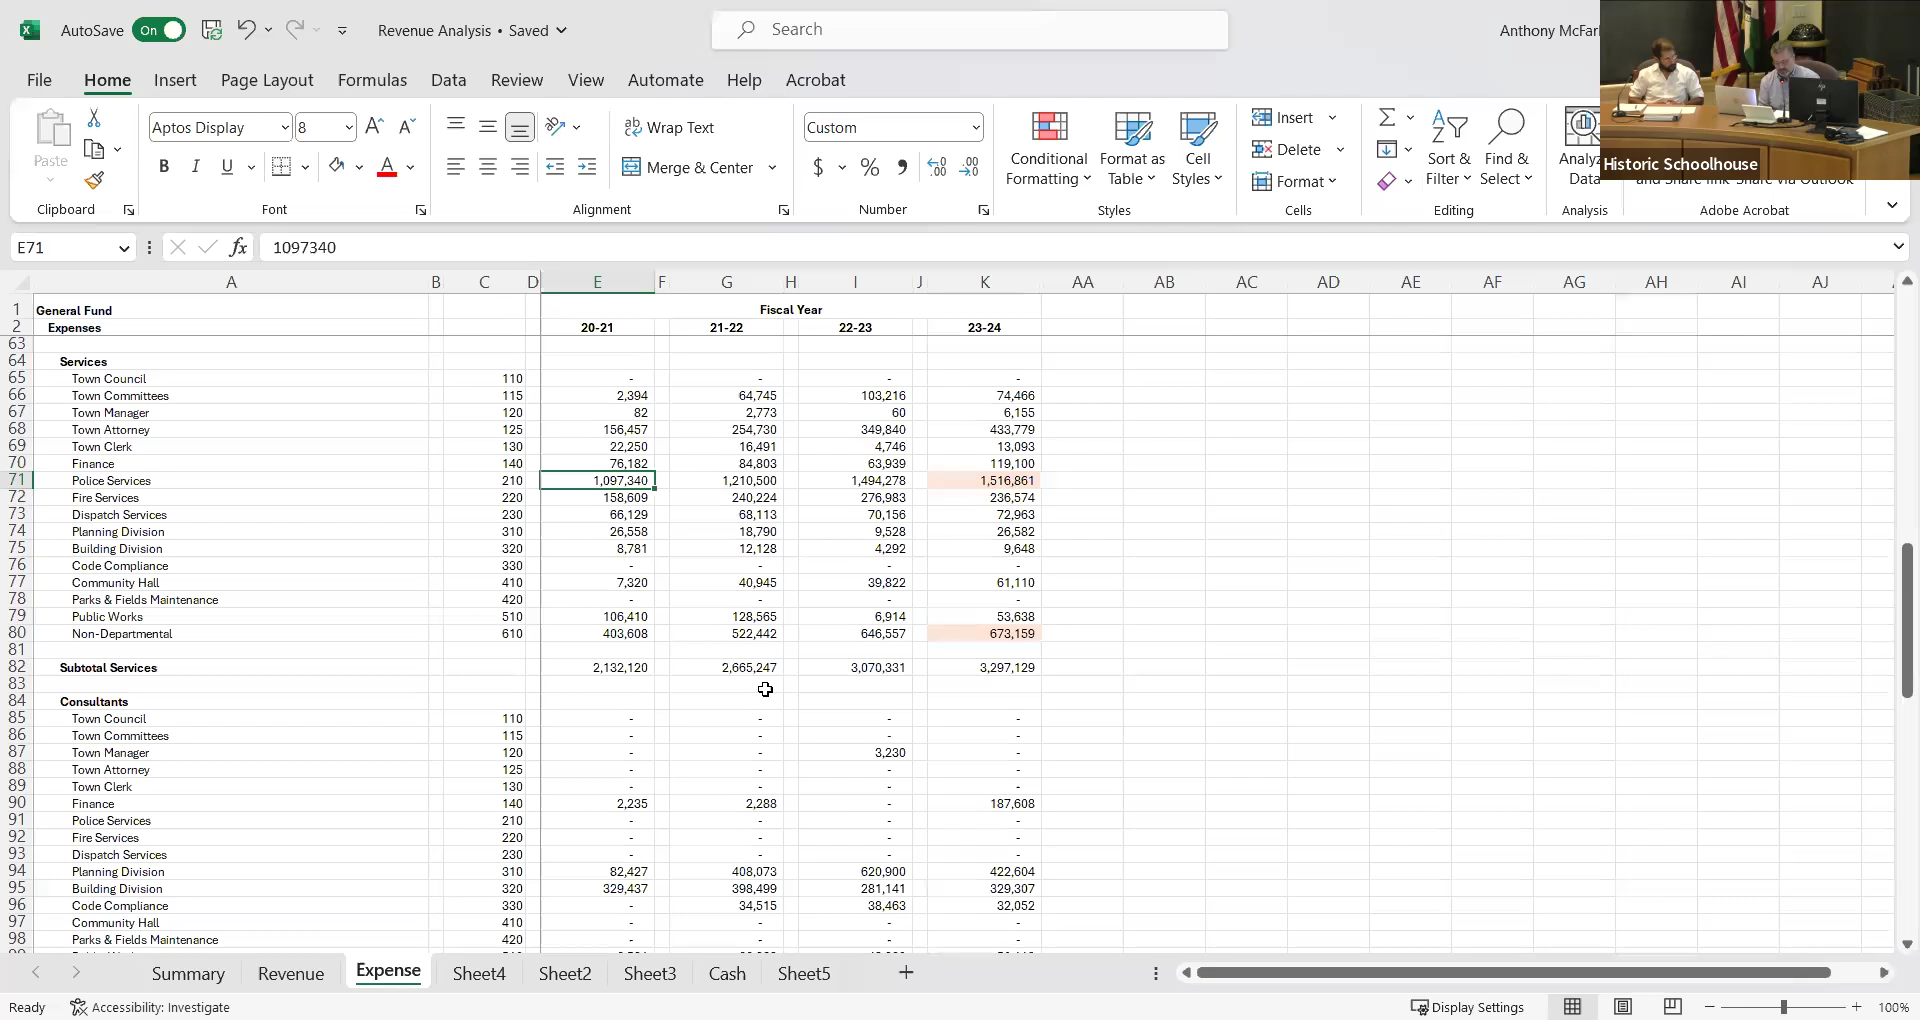 AutoSave On Revenue Analysis • Saved Search Anthony McFarl
File Home Insert Page Layout Formulas Data Review View Automate Help Acrobat
Paste Aptos Display 8 Wrap Text Custom Insert
Merge & Center Conditional Formatting Format as Table Cell Styles Delete Format Sort & Filter Find & Select Analyz Data
Historic Schoolhouse
Clipboard Font Alignment Number Styles Cells Editing Analysis Adobe Acrobat
E71 fx 1097340
A B C D E F G H I J K AA AB AC AD AE AF AG AH AI AJ
1 General Fund Fiscal Year
2 Expenses 20-21 21-22 22-23 23-24
63
64 Services
65 Town Council 110 - - - -
66 Town Committees 115 2,394 64,745 103,216 74,466
67 Town Manager 120 82 2,773 60 6,155
68 Town Attorney 125 156,457 254,730 349,840 433,779
69 Town Clerk 130 22,250 16,491 4,746 13,093
70 Finance 140 76,182 84,803 63,939 119,100
71 Police Services 210 1,097,340 1,210,500 1,494,278 1,516,861
72 Fire Services 220 158,609 240,224 276,983 236,574
73 Dispatch Services 230 66,129 68,113 70,156 72,963
74 Planning Division 310 26,558 18,790 9,528 26,582
75 Building Division 320 8,781 12,128 4,292 9,648
76 Code Compliance 330 - - - -
77 Community Hall 410 7,320 40,945 39,822 61,110
78 Parks & Fields Maintenance 420 - - - -
79 Public Works 510 106,410 128,565 6,914 53,638
80 Non-Departmental 610 403,608 522,442 646,557 673,159
81
82 Subtotal Services 2,132,120 2,665,247 3,070,331 3,297,129
83
84 Consultants
85 Town Council 110 - - - -
86 Town Committees 115 - - - -
87 Town Manager 120 - - 3,230 -
88 Town Attorney 125 - - - -
89 Town Clerk 130 - - - -
90 Finance 140 2,235 2,288 - 187,608
91 Police Services 210 - - - -
92 Fire Services 220 - - - -
93 Dispatch Services 230 - - - -
94 Planning Division 310 82,427 408,073 620,900 422,604
95 Building Division 320 329,437 398,499 281,141 329,307
96 Code Compliance 330 - 34,515 38,463 32,052
97 Community Hall 410 - - - -
98 Parks & Fields Maintenance 420 - - - -
Summary Revenue Expense Sheet4 Sheet2 Sheet3 Cash Sheet5
Ready Accessibility: Investigate Display Settings 100%